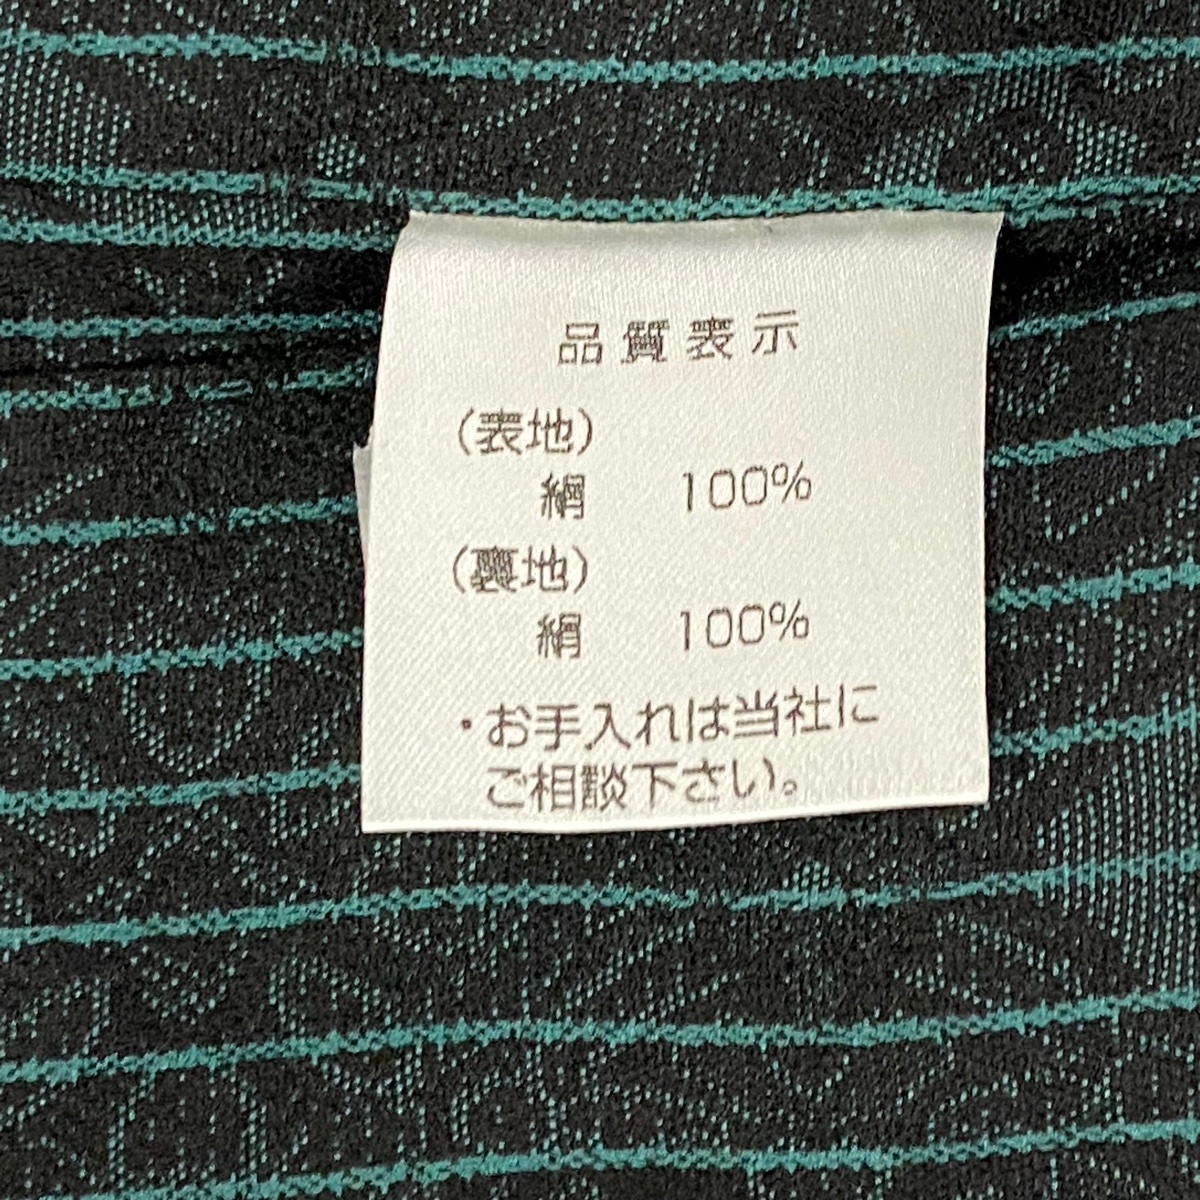 品質表示
(表地)
絹 100%
(裏地)
絹 100%
・お手入れは当社に
ご相談下さい。